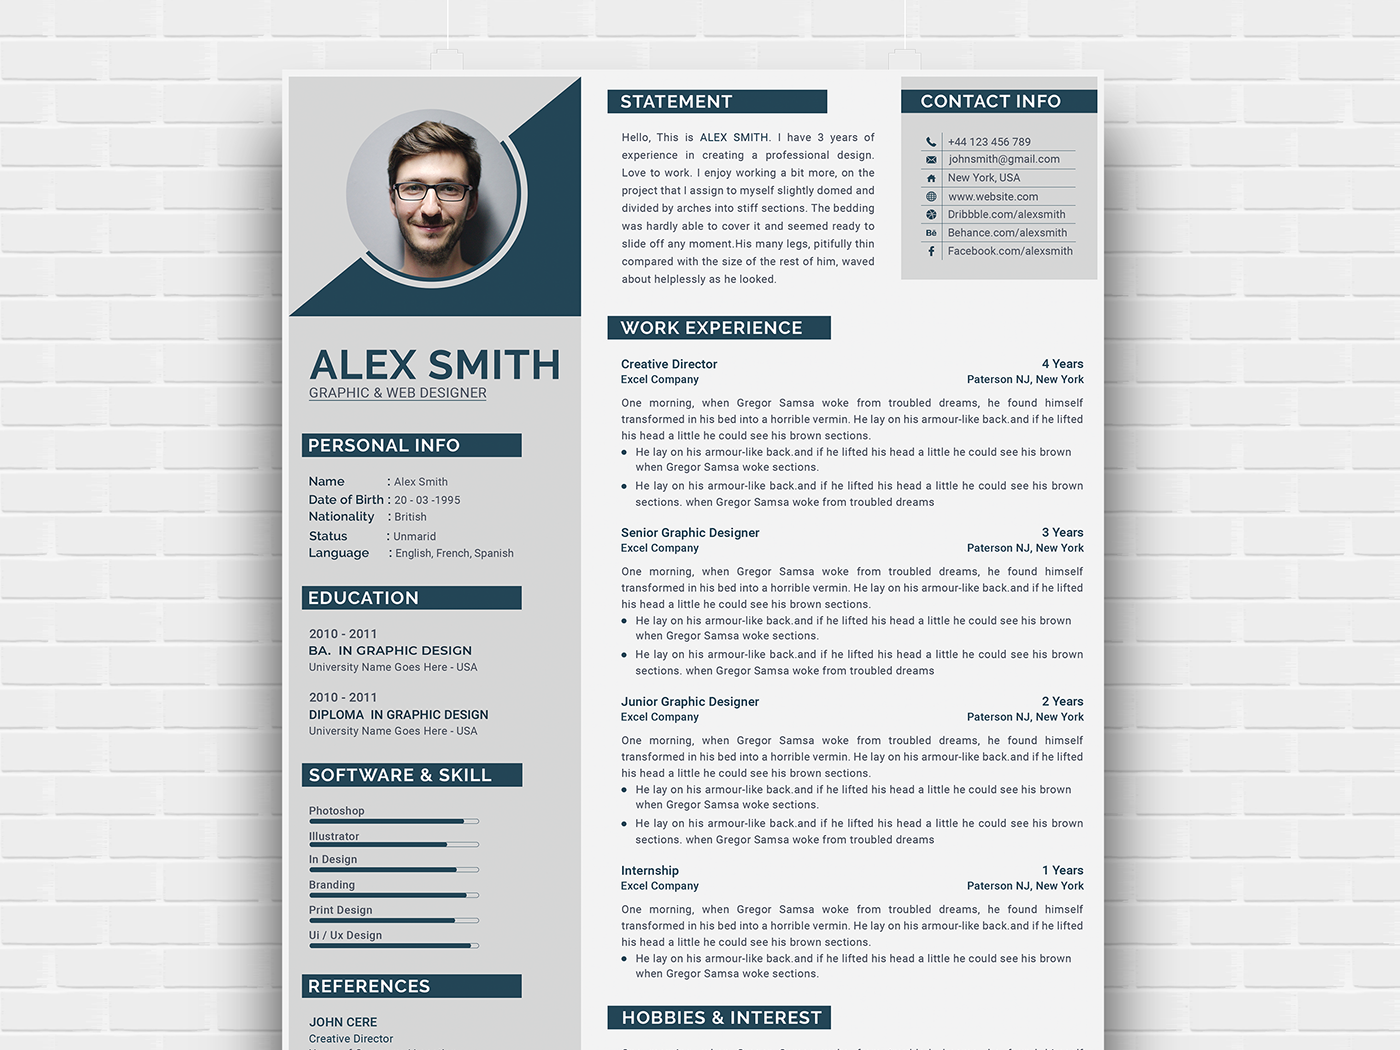 ALEX SMITH
GRAPHIC & WEB DESIGNER
PERSONAL INFO
Name : Alex Smith
Date of Birth : 20 - 03 -1995
Nationality : British
Status : Unmarid
Language : English, French, Spanish
EDUCATION
2010 - 2011
BA. IN GRAPHIC DESIGN
University Name Goes Here - USA
2010 - 2011
DIPLOMA IN GRAPHIC DESIGN
University Name Goes Here - USA
SOFTWARE & SKILL
Photoshop
Illustrator
In Design
Branding
Print Design
Ui / Ux Design
REFERENCES
JOHN CERE
Creative Director
STATEMENT
Hello, This is ALEX SMITH. I have 3 years of
experience in creating a professional design.
Love to work. I enjoy working a bit more, on the
project that I assign to myself slightly domed and
divided by arches into stiff sections. The bedding
was hardly able to cover it and seemed ready to
slide off any moment.His many legs, pitifully thin
compared with the size of the rest of him, waved
about helplessly as he looked.
CONTACT INFO
+44 123 456 789
johnsmith@gmail.com
New York, USA
www.website.com
Dribbble.com/alexsmith
Bē Behance.com/alexsmith
f Facebook.com/alexsmith
WORK EXPERIENCE
Creative Director 4 Years
Excel Company Paterson NJ, New York
One morning, when Gregor Samsa woke from troubled dreams, he found himself
transformed in his bed into a horrible vermin. He lay on his armour-like back.and if he lifted
his head a little he could see his brown sections.
• He lay on his armour-like back.and if he lifted his head a little he could see his brown
when Gregor Samsa woke sections.
• He lay on his armour-like back.and if he lifted his head a little he could see his brown
sections. when Gregor Samsa woke from troubled dreams
Senior Graphic Designer 3 Years
Excel Company Paterson NJ, New York
One morning, when Gregor Samsa woke from troubled dreams, he found himself
transformed in his bed into a horrible vermin. He lay on his armour-like back.and if he lifted
his head a little he could see his brown sections.
• He lay on his armour-like back.and if he lifted his head a little he could see his brown
when Gregor Samsa woke sections.
• He lay on his armour-like back.and if he lifted his head a little he could see his brown
sections. when Gregor Samsa woke from troubled dreams
Junior Graphic Designer 2 Years
Excel Company Paterson NJ, New York
One morning, when Gregor Samsa woke from troubled dreams, he found himself
transformed in his bed into a horrible vermin. He lay on his armour-like back.and if he lifted
his head a little he could see his brown sections.
• He lay on his armour-like back.and if he lifted his head a little he could see his brown
when Gregor Samsa woke sections.
• He lay on his armour-like back.and if he lifted his head a little he could see his brown
sections. when Gregor Samsa woke from troubled dreams
Internship 1 Years
Excel Company Paterson NJ, New York
One morning, when Gregor Samsa woke from troubled dreams, he found himself
transformed in his bed into a horrible vermin. He lay on his armour-like back.and if he lifted
his head a little he could see his brown sections.
• He lay on his armour-like back.and if he lifted his head a little he could see his brown
when Gregor Samsa woke sections.
HOBBIES & INTEREST